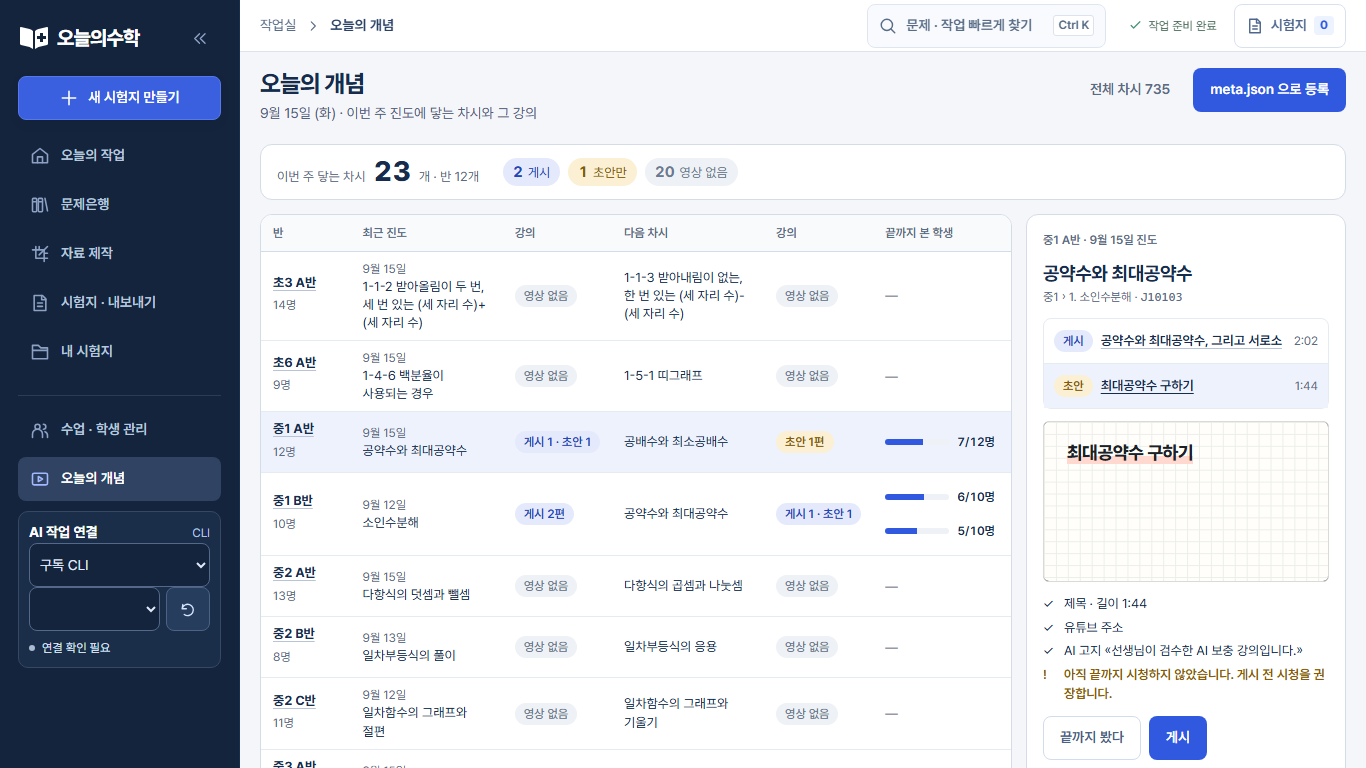 오늘의수학
새 시험지 만들기
오늘의 작업
문제은행
자료 제작
시험지 · 내보내기
내 시험지
수업 · 학생 관리
오늘의 개념
AI 작업 연결 CLI
구독 CLI
연결 확인 필요
작업실 > 오늘의 개념
문제 · 작업 빠르게 찾기 Ctrl K
작업 준비 완료
시험지 0
오늘의 개념
9월 15일 (화) · 이번 주 진도에 닿는 차시와 그 강의
전체 차시 735
meta.json 으로 등록
이번 주 닿는 차시 23 개 · 반 12개
2 게시
1 초안만
20 영상 없음
반 최근 진도 강의 다음 차시 강의 끝까지 본 학생
초3 A반
14명
9월 15일
1-1-2 받아올림이 두 번,
세 번 있는 (세 자리 수)+
(세 자리 수)
영상 없음
1-1-3 받아내림이 없는,
한 번 있는 (세 자리 수)-
(세 자리 수)
영상 없음
—
초6 A반
9명
9월 15일
1-4-6 백분율이
사용되는 경우
영상 없음
1-5-1 띠그래프
영상 없음
—
중1 A반
12명
9월 15일
공약수와 최대공약수
게시 1 · 초안 1
공배수와 최소공배수
초안 1편
7/12명
중1 B반
10명
9월 12일
소인수분해
게시 2편
공약수와 최대공약수
게시 1 · 초안 1
6/10명
5/10명
중2 A반
13명
9월 15일
다항식의 덧셈과 뺄셈
영상 없음
다항식의 곱셈과 나눗셈
영상 없음
—
중2 B반
8명
9월 13일
일차부등식의 풀이
영상 없음
일차부등식의 응용
영상 없음
—
중2 C반
11명
9월 12일
일차함수의 그래프와
절편
영상 없음
일차함수의 그래프와
기울기
영상 없음
—
중3 A반
중1 A반 · 9월 15일 진도
공약수와 최대공약수
중1 › 1. 소인수분해 · J10103
게시 공약수와 최대공약수, 그리고 서로소 2:02
초안 최대공약수 구하기 1:44
최대공약수 구하기
제목 · 길이 1:44
유튜브 주소
AI 고지 «선생님이 검수한 AI 보충 강의입니다.»
! 아직 끝까지 시청하지 않았습니다. 게시 전 시청을 권
장합니다.
끝까지 봤다
게시